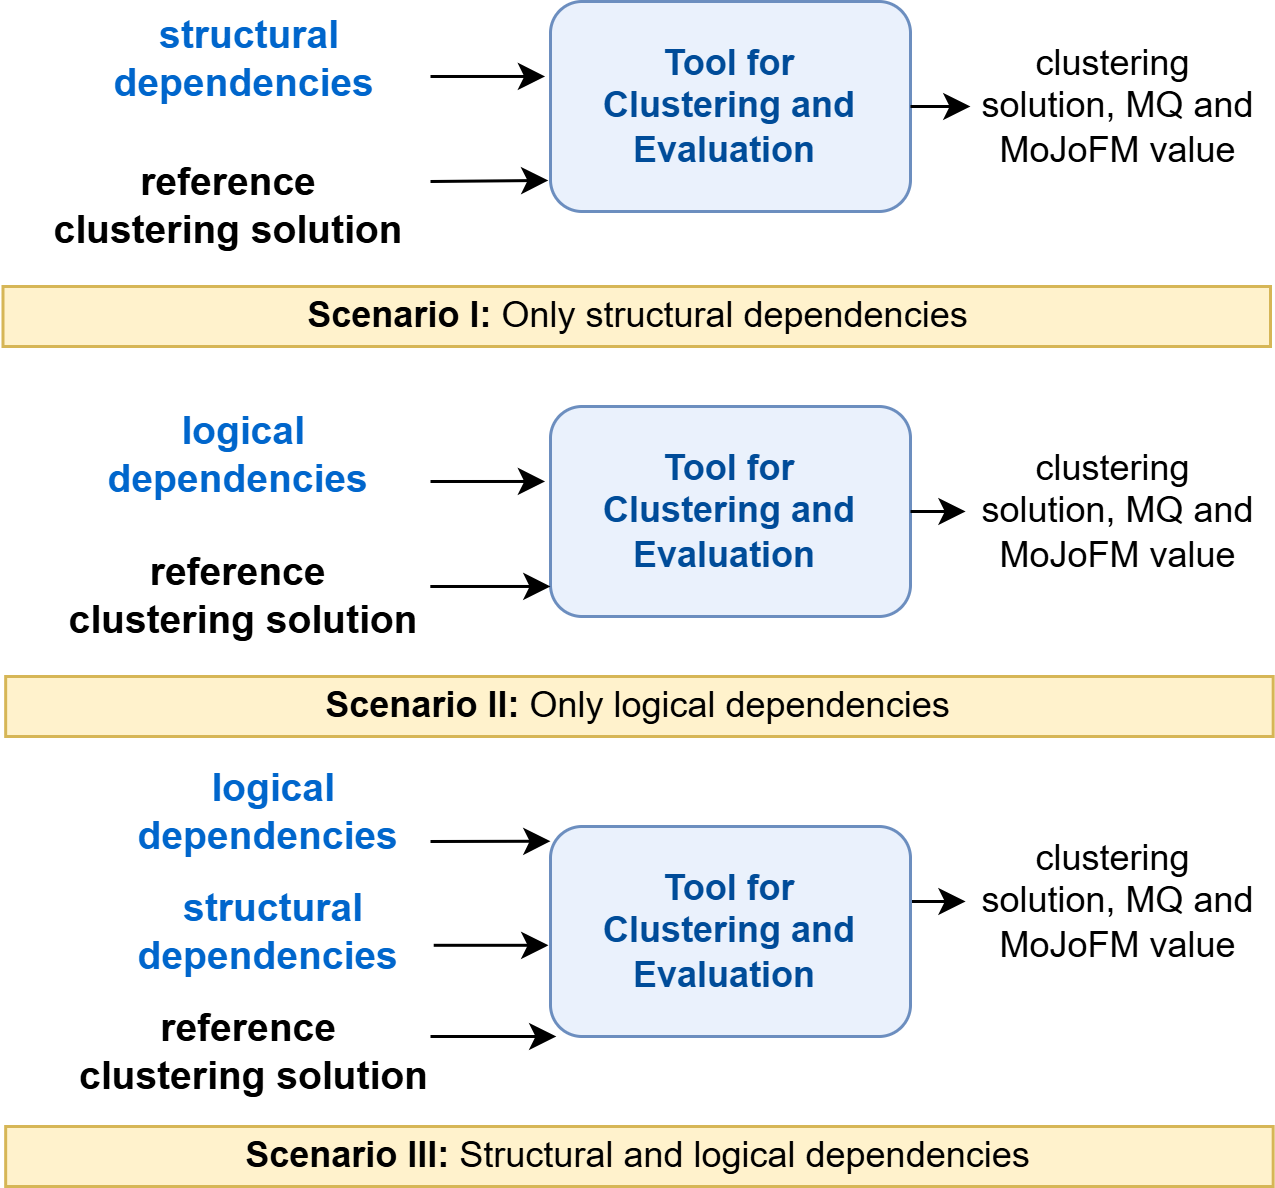 structural
dependencies
reference
clustering solution
Tool for
Clustering and
Evaluation
clustering
solution, MQ and
MoJoFM value
Scenario I: Only structural dependencies
logical
dependencies
reference
clustering solution
Tool for
Clustering and
Evaluation
clustering
solution, MQ and
MoJoFM value
Scenario II: Only logical dependencies
logical
dependencies
structural
dependencies
reference
clustering solution
Tool for
Clustering and
Evaluation
clustering
solution, MQ and
MoJoFM value
Scenario III: Structural and logical dependencies